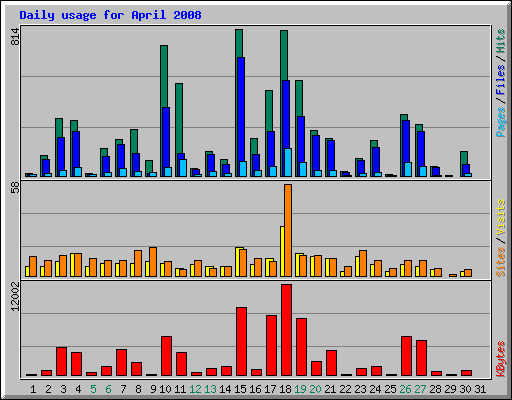 Daily usage for April 2008
814
Pages / Files / Hits
58
Sites / Visits
12002
KBytes
1 2 3 4 5 6 7 8 9 10 11 12 13 14 15 16 17 18 19 20 21 22 23 24 25 26 27 28 29 30 31